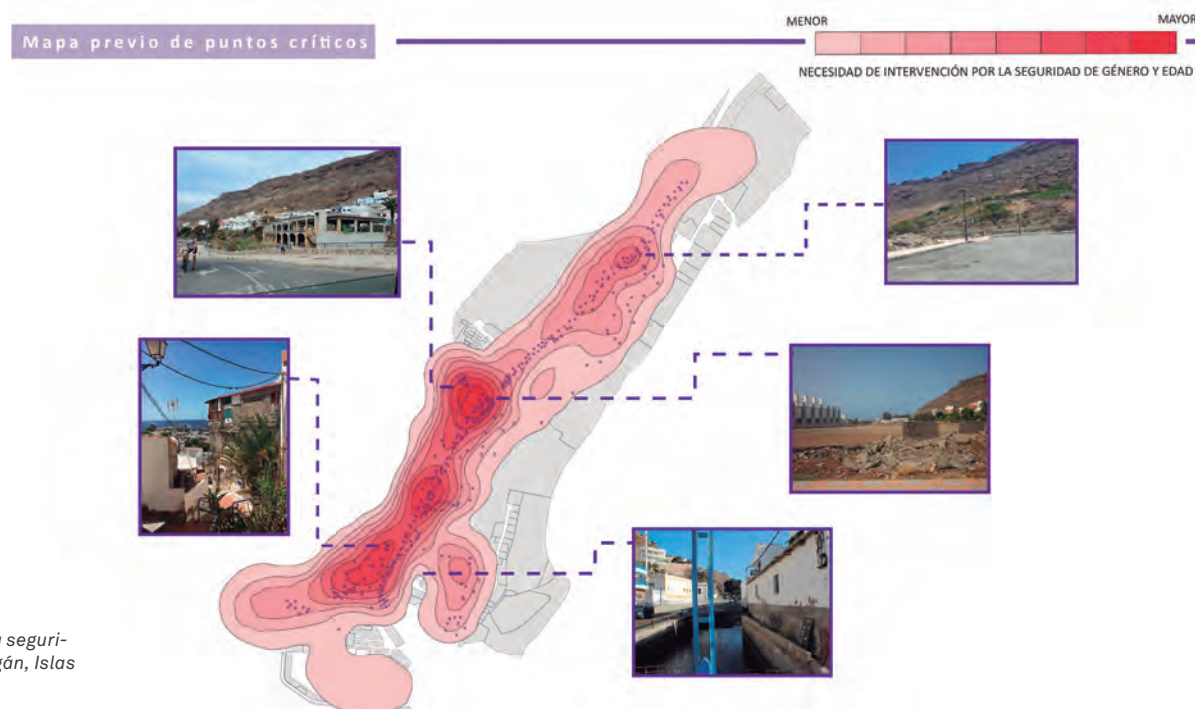 Mapa previo de puntos críticos
MENOR
MAYOR
NECESIDAD DE INTERVENCIÓN POR LA SEGURIDAD DE GÉNERO Y EDAD
seguri-
gán, Islas